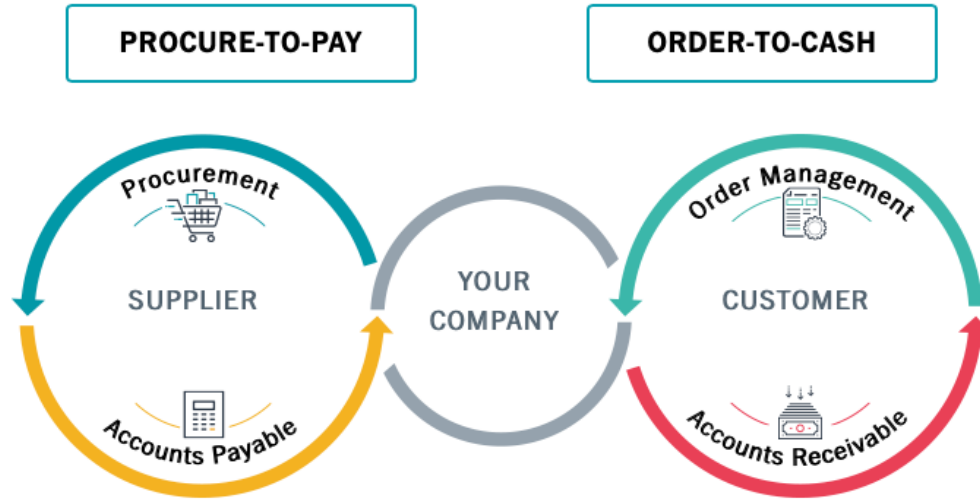 PROCURE-TO-PAY
ORDER-TO-CASH
Procurement
SUPPLIER
Accounts Payable
YOUR
COMPANY
Order Management
CUSTOMER
Accounts Receivable